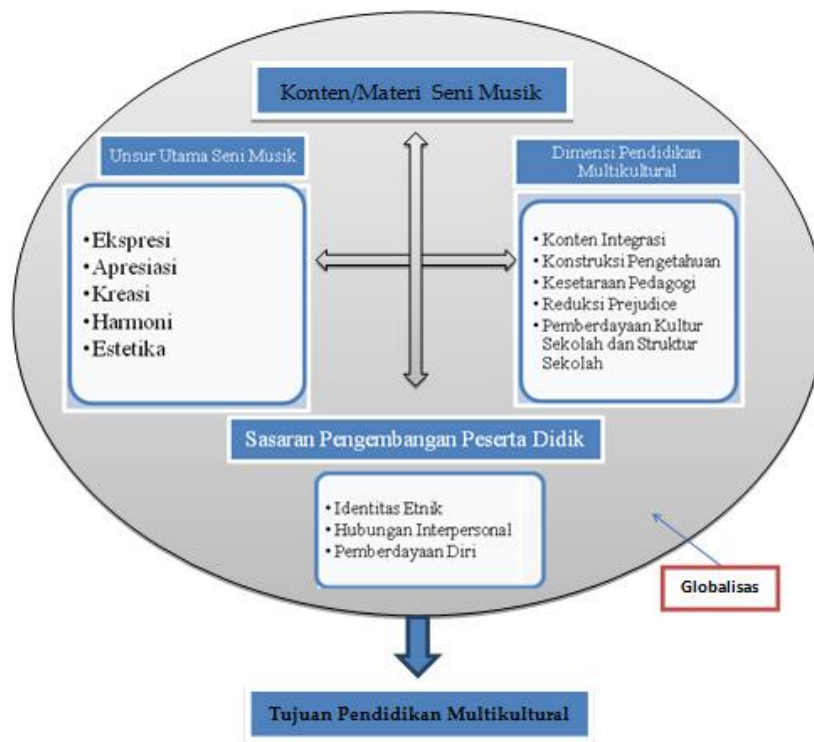 Konten/Materi Seni Musik
Unsur Utama Seni Musik
• Ekspresi
• Apresiasi
• Kreasi
• Harmoni
• Estetika
Dimensi Pendidikan
Multikultural
• Konten Integrasi
• Konstruksi Pengetahuan
• Kesetaraan Pedagogi
• Reduksi Prejudice
• Pemberdayaan Kultur
Sekolah dan Struktur
Sekolah
Sasaran Pengembangan Peserta Didik
• Identitas Etnik
• Hubungan Interpersonal
• Pemberdayaan Diri
Globalisas
Tujuan Pendidikan Multikultural